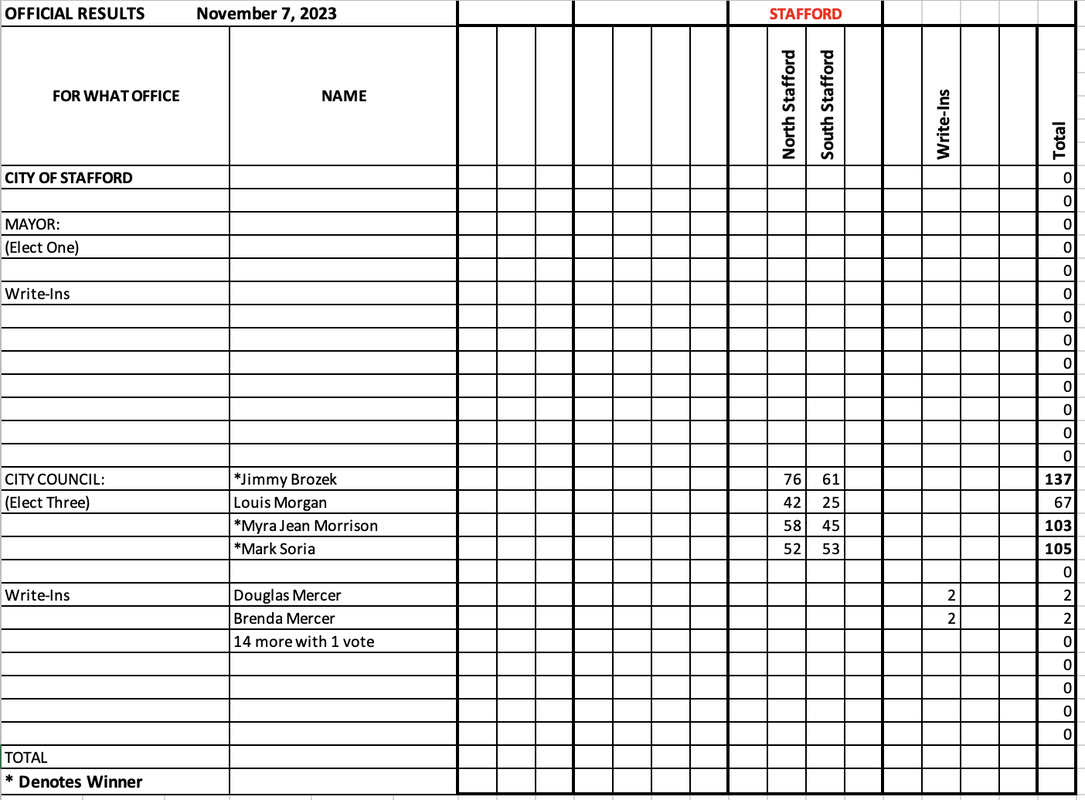 OFFICIAL RESULTS November 7, 2023 STAFFORD
FOR WHAT OFFICE NAME North Stafford South Stafford Write-Ins Total
CITY OF STAFFORD 0
0
MAYOR: 0
(Elect One) 0
0
Write-Ins 0
0
0
0
0
0
0
0
CITY COUNCIL: *Jimmy Brozek 76 61 137
(Elect Three) Louis Morgan 42 25 67
*Myra Jean Morrison 58 45 103
*Mark Soria 52 53 105
0
Write-Ins Douglas Mercer 2 2
Brenda Mercer 2 2
14 more with 1 vote 0
0
0
0
0
TOTAL
* Denotes Winner